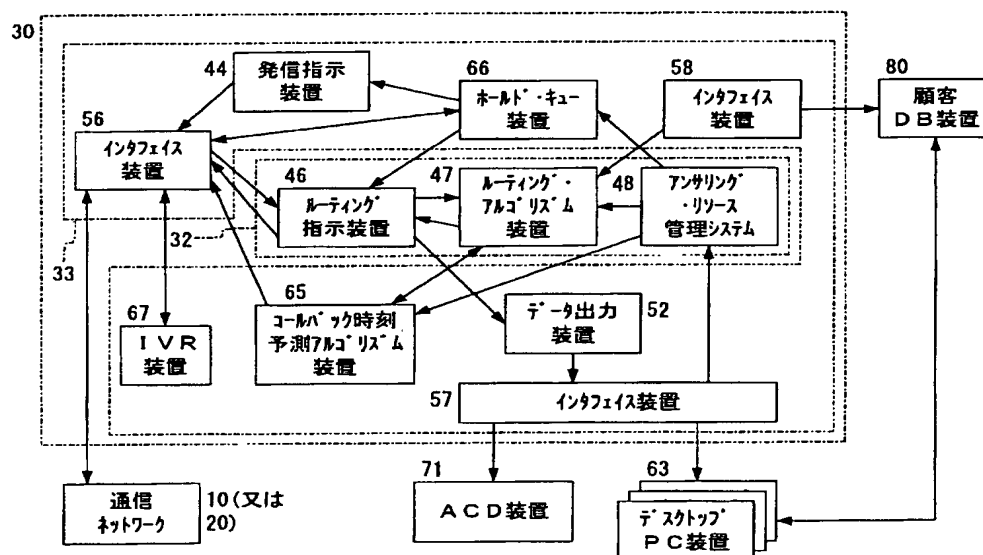 30
44
発信指示
装置
66
ﾎｰﾙﾄﾞ・ｷｭｰ
装置
58
ｲﾝﾀﾌｪｲｽ 装置
80
顧客
ＤＢ装置
56
ｲﾝﾀﾌｪｲｽ
装置
46
ﾙｰﾃｨﾝｸﾞ
指示装置
47
ﾙｰﾃｨﾝｸﾞ・
ｱﾙｺﾞﾘｽﾞﾑ
装置
48
ｱﾝｻﾘﾝｸﾞ
・ﾘｿｰｽ
管理ｼｽﾃﾑ
32
33
67
ＩＶＲ
装置
65
ｺｰﾙﾊﾞｯｸ時刻
予測ｱﾙｺﾞﾘｽﾞﾑ
装置
ﾃﾞｰﾀ出力
装置
52
57
ｲﾝﾀﾌｪｲｽ装置
通信
ﾈｯﾄﾜｰｸ
10(又は
20)
71
ＡＣＤ装置
63
ﾃﾞｽｸﾄｯﾌﾟ
ＰＣ装置